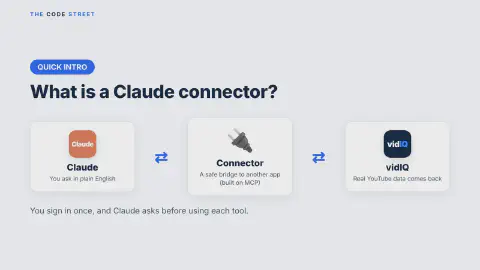 THE CODE STREET
QUICK INTRO
What is a Claude connector?
Claude
Claude
You ask in plain English
⇄
Connector
A safe bridge to another app
(built on MCP)
⇄
vidIQ
vidIQ
Real YouTube data comes back
You sign in once, and Claude asks before using each tool.